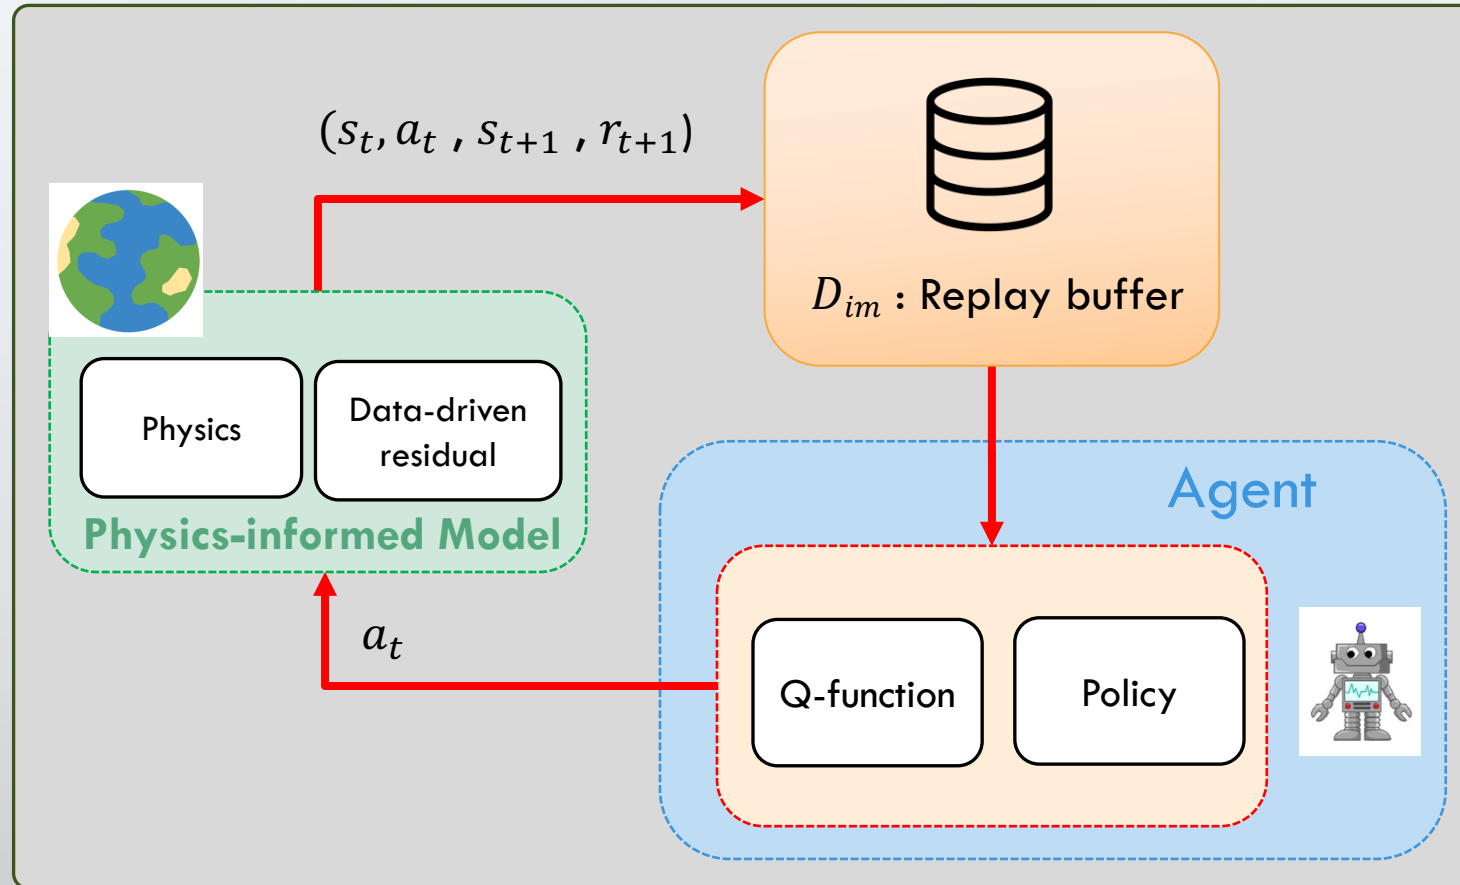 (s_t, a_t , s_{t+1} , r_{t+1})
D_{im} : Replay buffer
Physics
Data-driven
residual
Physics-informed Model
Agent
a_t
Q-function
Policy